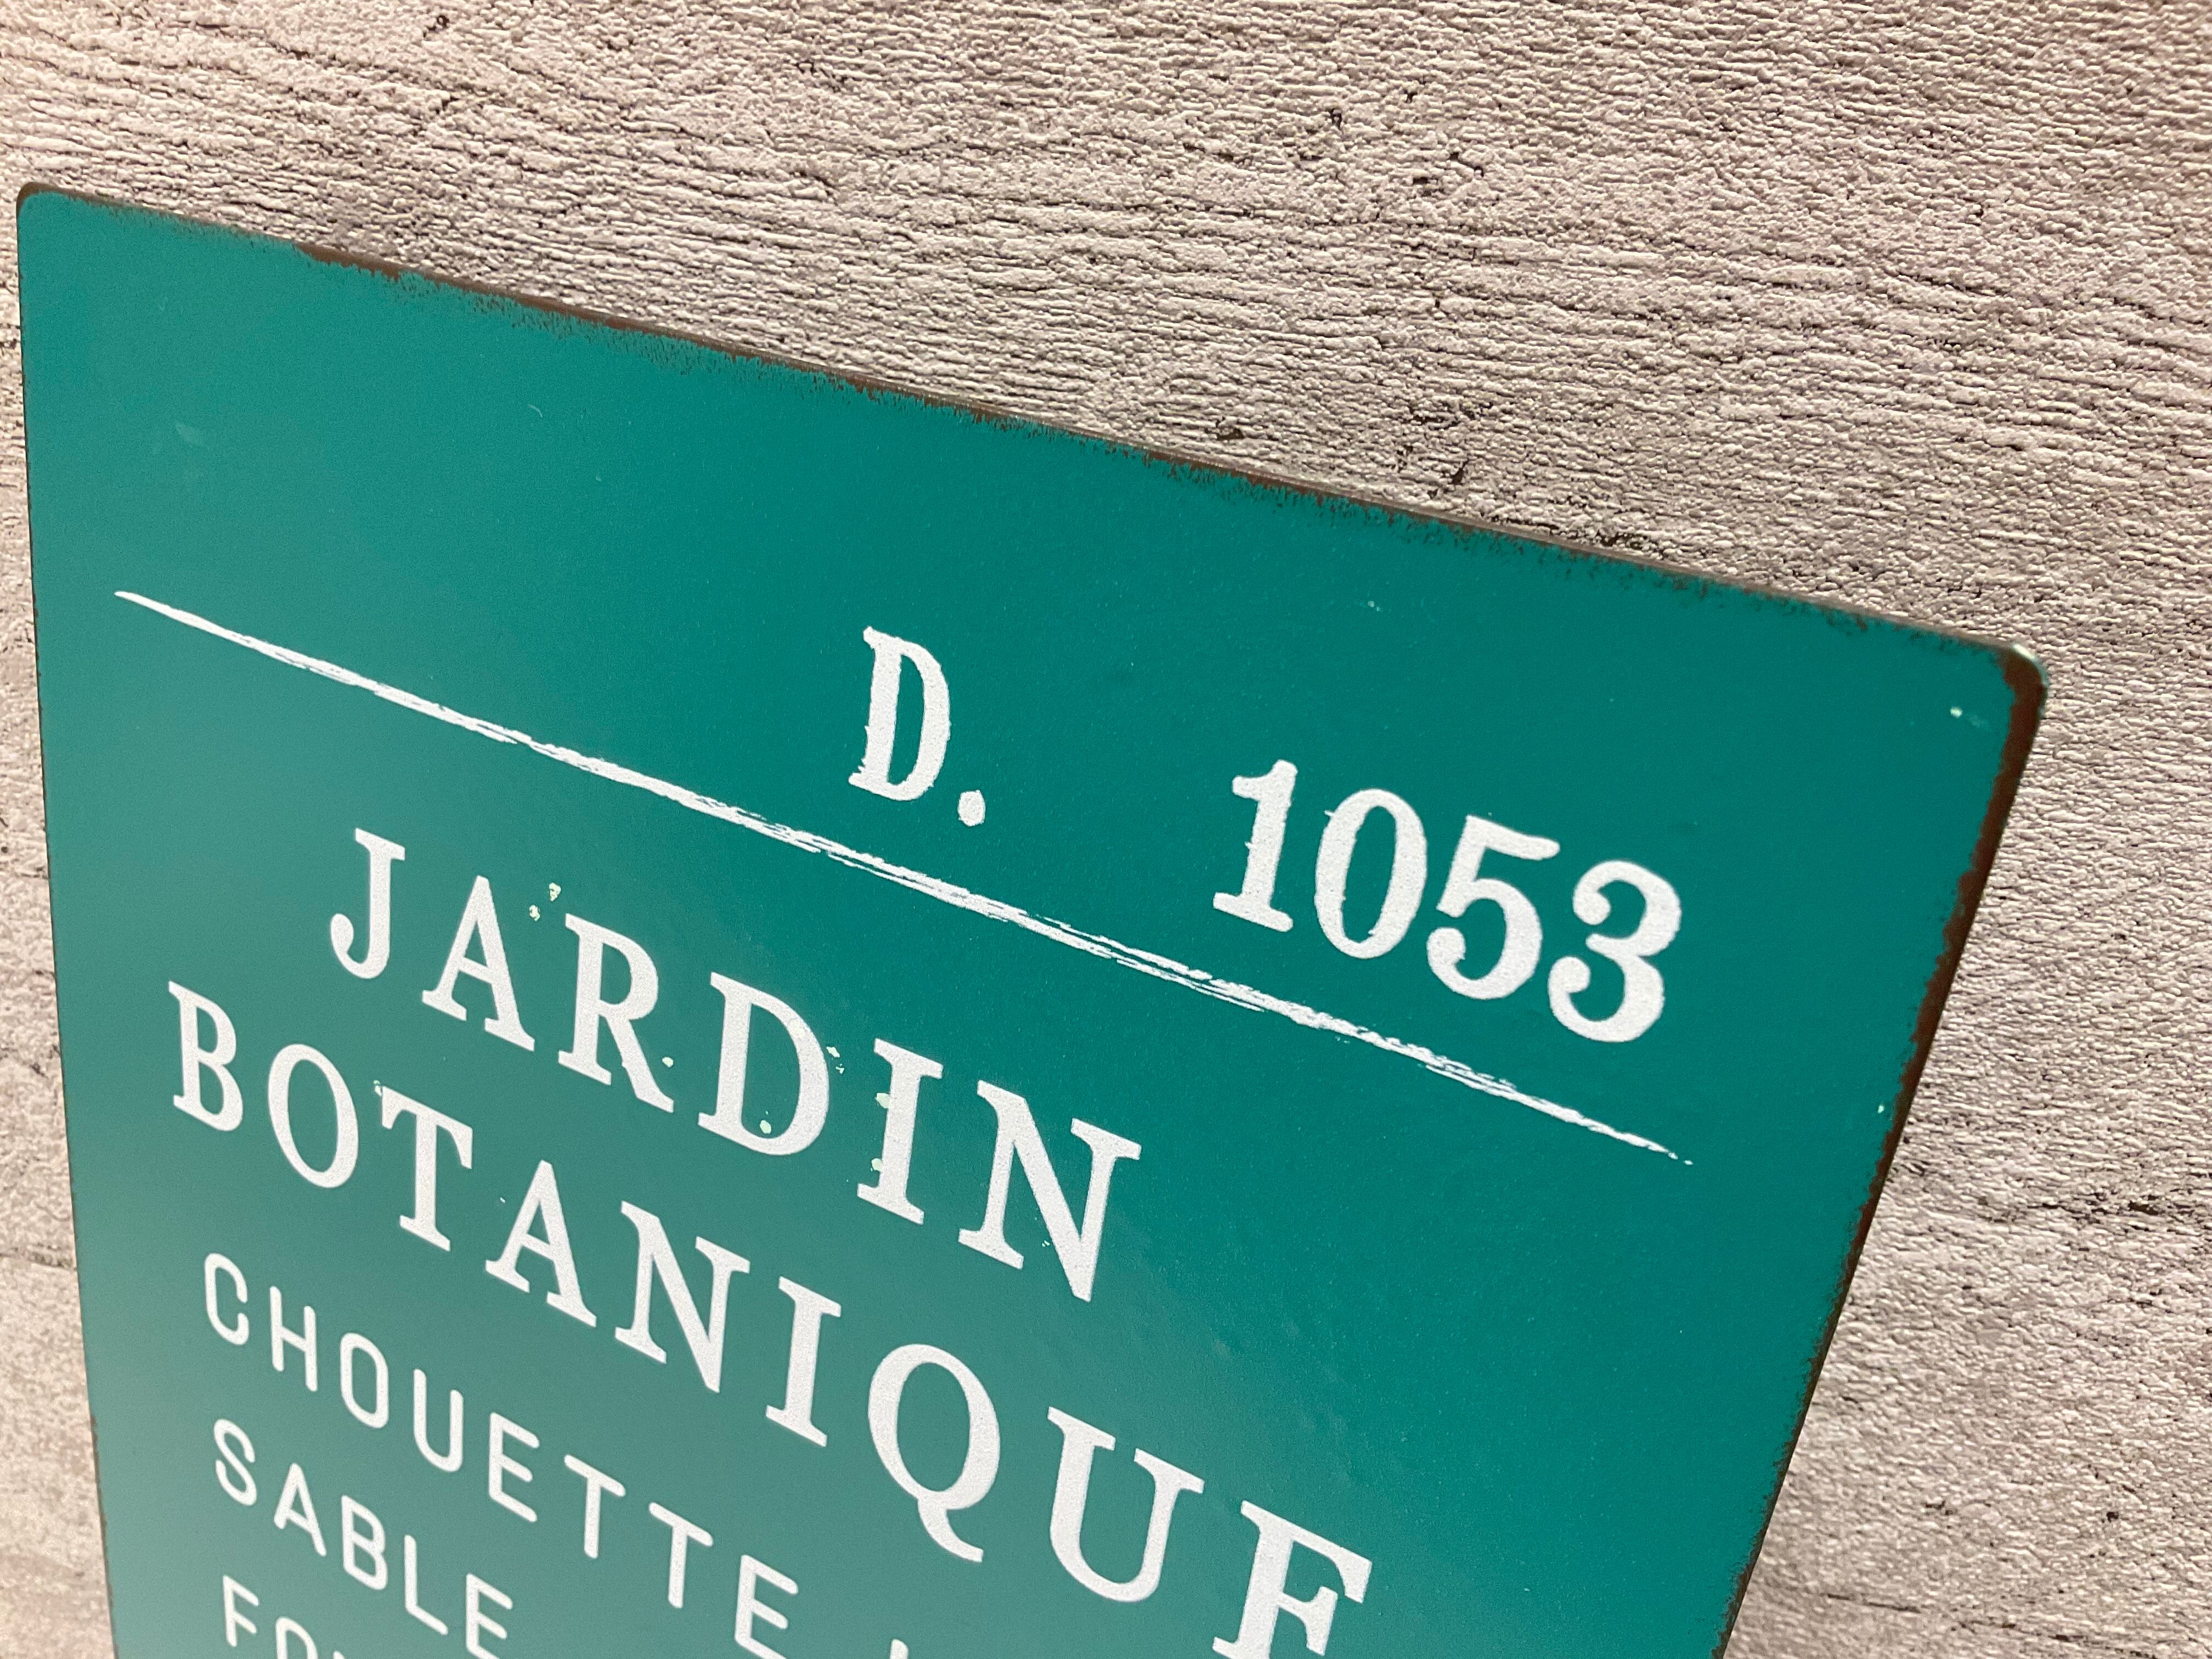 D. 1053
JARDIN
BOTANIQUE
CHOUETTE
SABLE